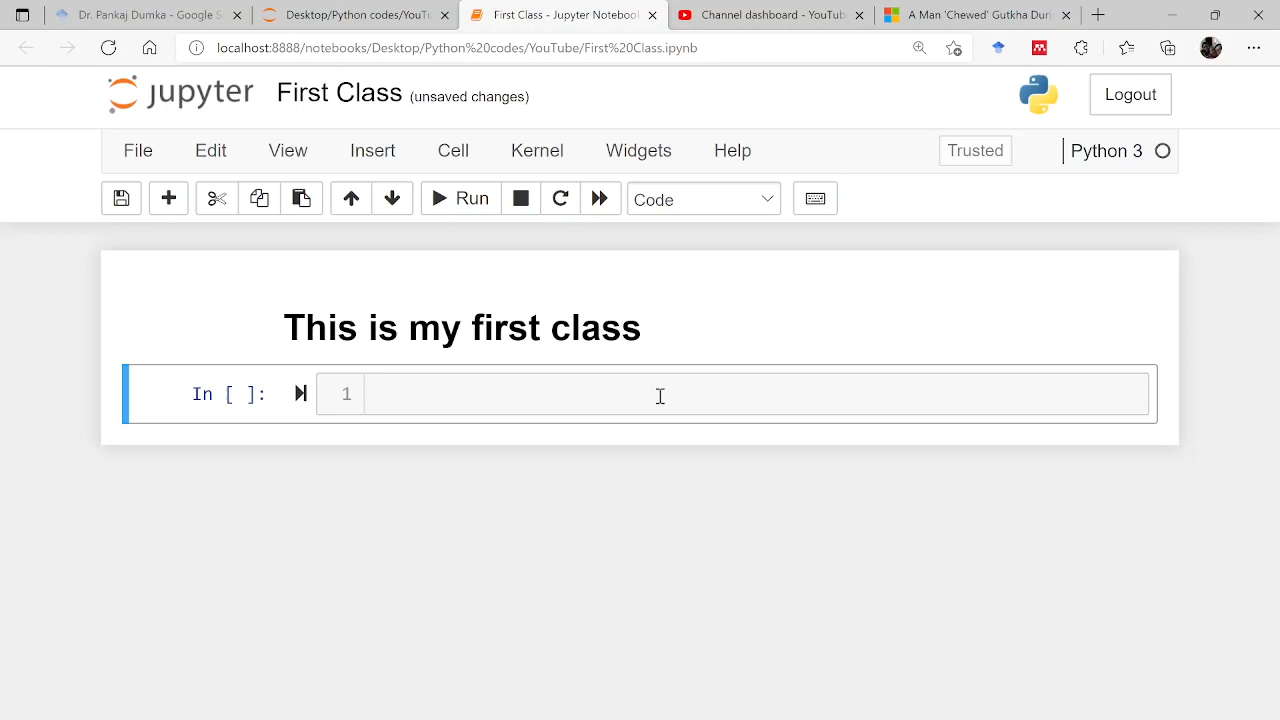 Dr. Pankaj Dumka - Google S
Desktop/Python codes/YouTu
First Class - Jupyter Notebook
Channel dashboard - YouTube
A Man 'Chewed' Gutkha Duri
localhost:8888/notebooks/Desktop/Python%20codes/YouTube/First%20Class.ipynb
jupyter First Class (unsaved changes)
Logout
File Edit View Insert Cell Kernel Widgets Help Trusted Python 3
Run Code
This is my first class
In [ ]: 1